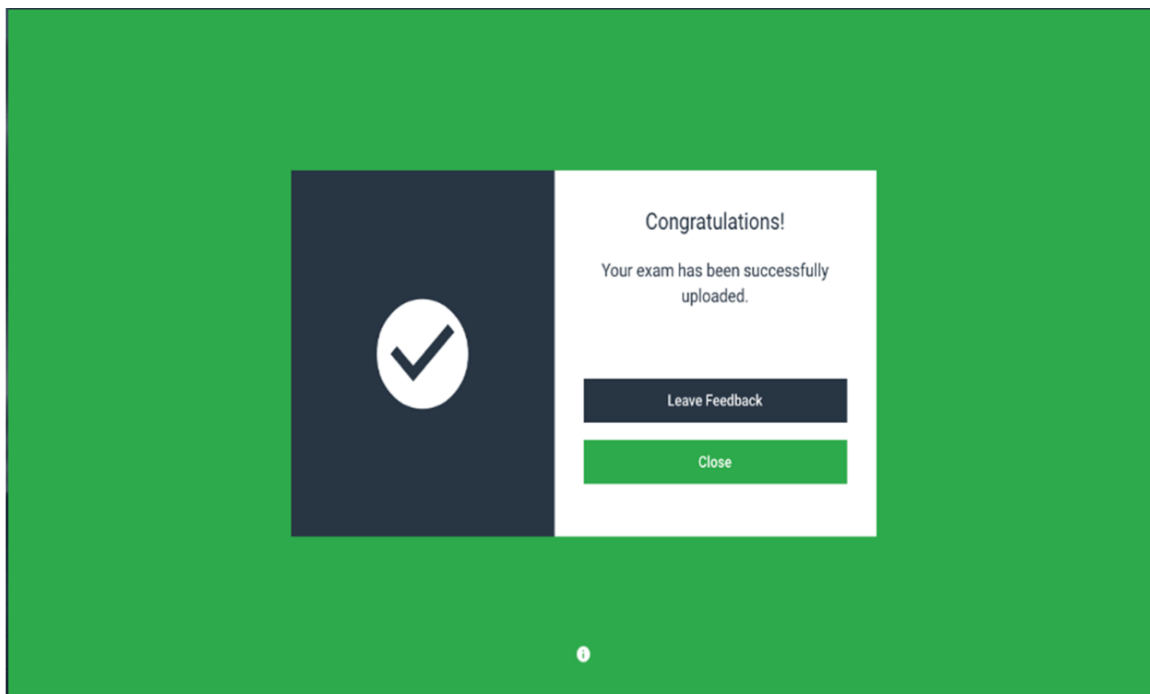 Congratulations!
Your exam has been successfully
uploaded.
Leave Feedback
Close